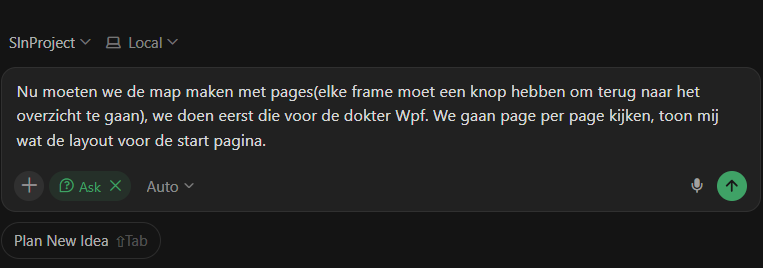 SInProject Local
Nu moeten we de map maken met pages(elke frame moet een knop hebben om terug naar het
overzicht te gaan), we doen eerst die voor de dokter Wpf. We gaan page per page kijken, toon mij
wat de layout voor de start pagina.
Ask Auto
Plan New Idea ⇧Tab